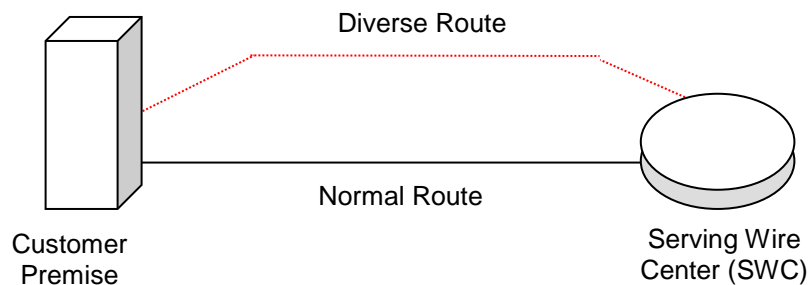 Diverse Route
Normal Route
Customer
Premise
Serving Wire
Center (SWC)